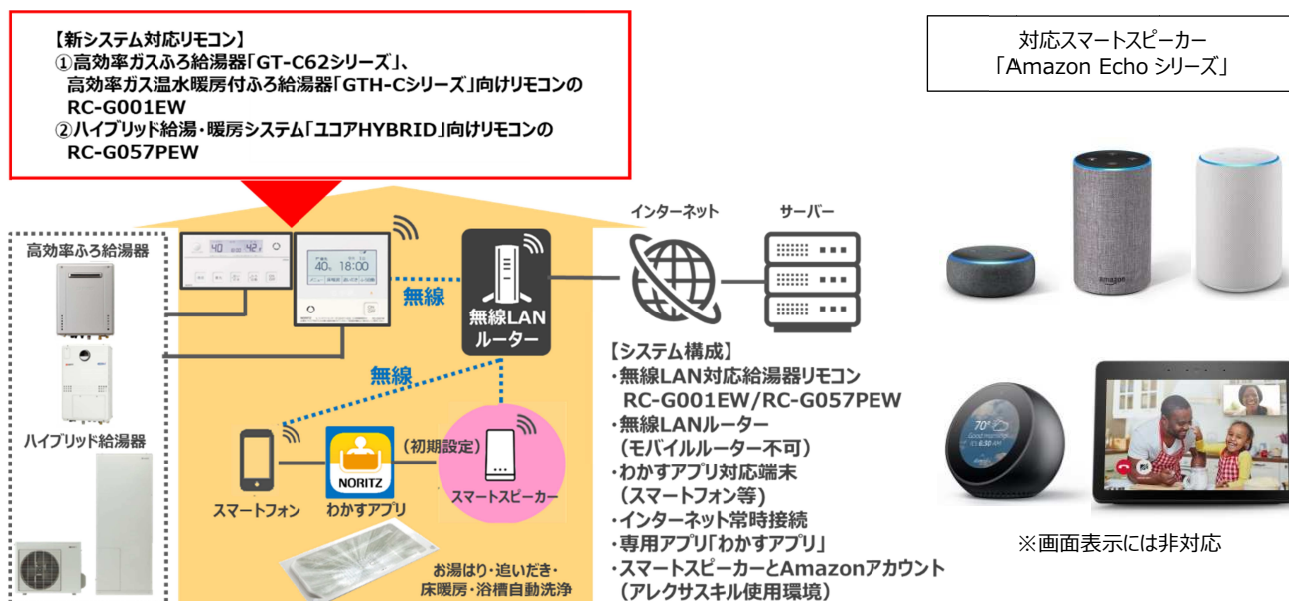 【新システム対応リモコン】
①高効率ガスふろ給湯器「GT-C62シリーズ」、
高効率ガス温水暖房付ふろ給湯器「GTH-Cシリーズ」向けリモコンの
RC-G001EW
②ハイブリッド給湯・暖房システム「ユコアHYBRID」向けリモコンの
RC-G057PEW
対応スマートスピーカー
「Amazon Echo シリーズ」
高効率ふろ給湯器
ハイブリッド給湯器
40 42
40 18:00
無線
無線LAN
ルーター
インターネット
サーバー
無線
スマートフォン
NORITZ
わかすアプリ
(初期設定)
スマートスピーカー
お湯はり・追いだき・
床暖房・浴槽自動洗浄
【システム構成】
・無線LAN対応給湯器リモコン
RC-G001EW/RC-G057PEW
・無線LANルーター
(モバイルルーター不可)
・わかすアプリ対応端末
(スマートフォン等)
・インターネット常時接続
・専用アプリ「わかすアプリ」
・スマートスピーカーとAmazonアカウント
(アレクサスキル使用環境)
amazon
70°
Good morning
※画面表示には非対応